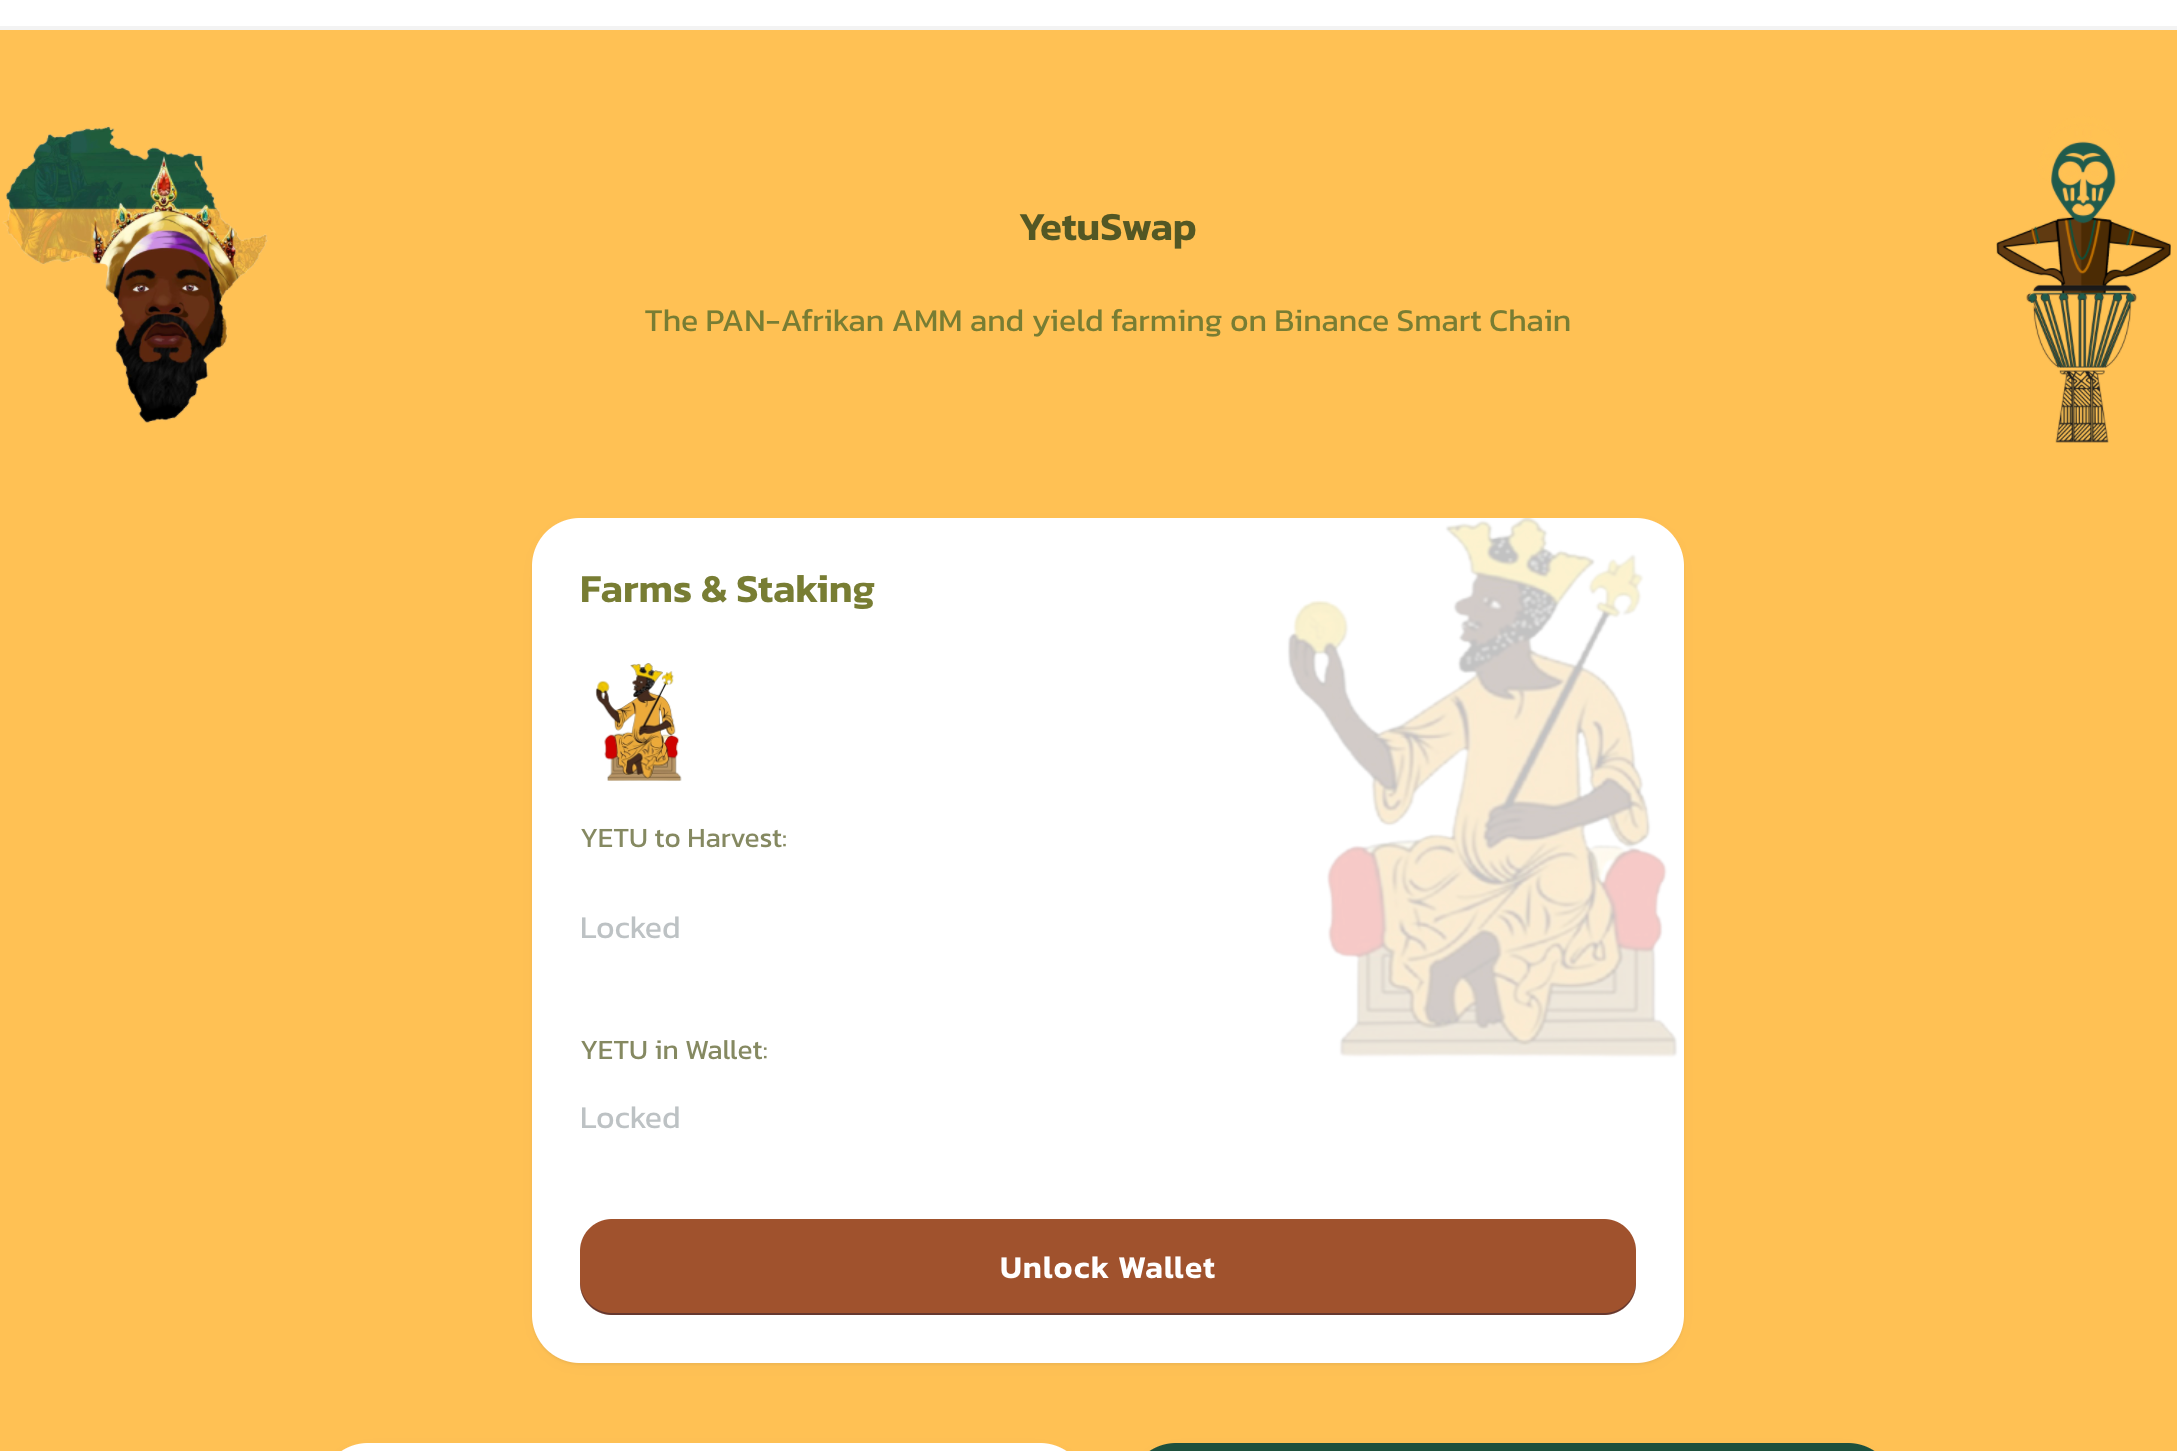 YetuSwap
The PAN-Afrikan AMM and yield farming on Binance Smart Chain
Farms & Staking
YETU to Harvest:
Locked
YETU in Wallet:
Locked
Unlock Wallet